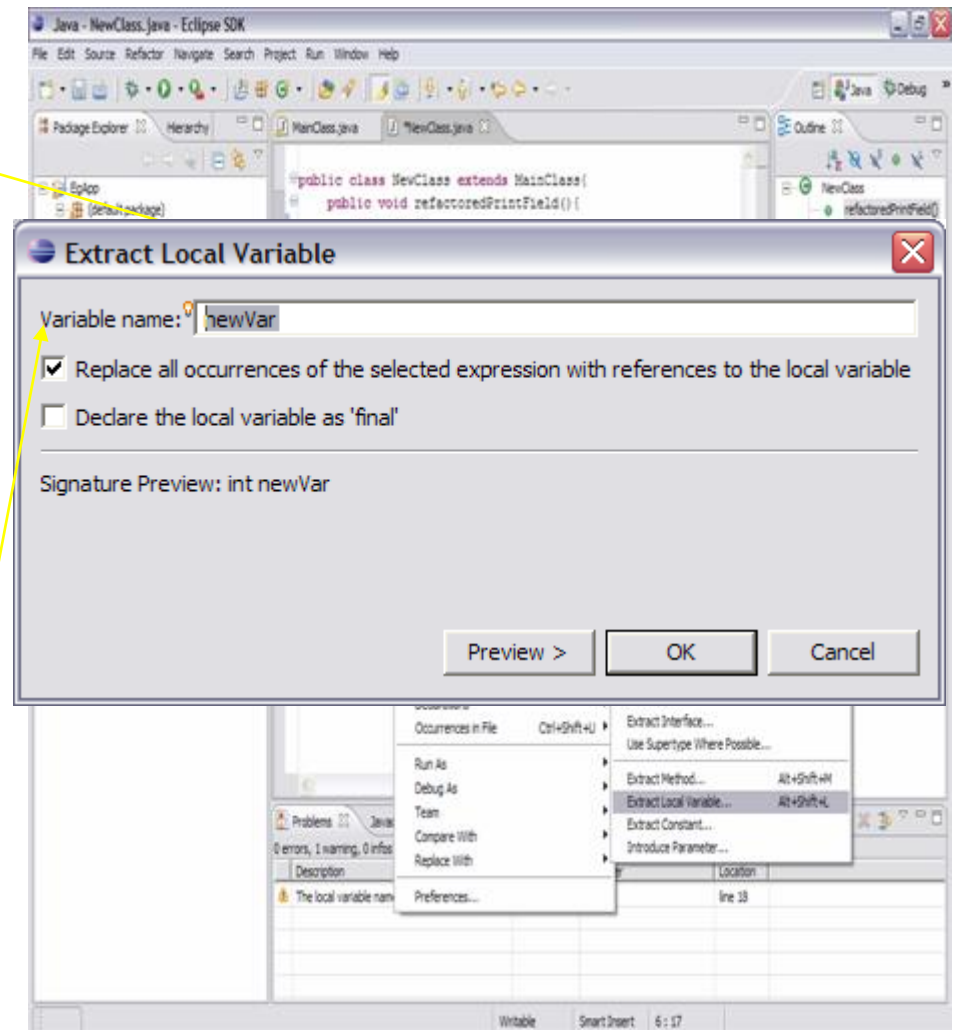 Java - NewClass.java - Eclipse SDK
File Edit Source Refactor Navigate Search Project Run Window Help
Java Debug
Package Explorer Hierarchy MainClass.java *NewClass.java Outline
public class NewClass extends MainClass{
public void refactoredPrintField(){
EpApp
(default package)
NewClass
refactoredPrintField()
Extract Local Variable
Variable name: newVar
Replace all occurrences of the selected expression with references to the local variable
Declare the local variable as 'final'
Signature Preview: int newVar
Preview > OK Cancel
Occurrences in File Ctrl+Shift+U
Run As
Debug As
Team
Compare With
Replace With
Preferences...
Extract Interface...
Use Supertype Where Possible...
Extract Method... Alt+Shift+M
Extract Local Variable... Alt+Shift+L
Extract Constant...
Introduce Parameter...
Problems
0 errors, 1 warning, 0 infos
Description Location
The local variable line 18
Writable Smart Insert 6 : 17